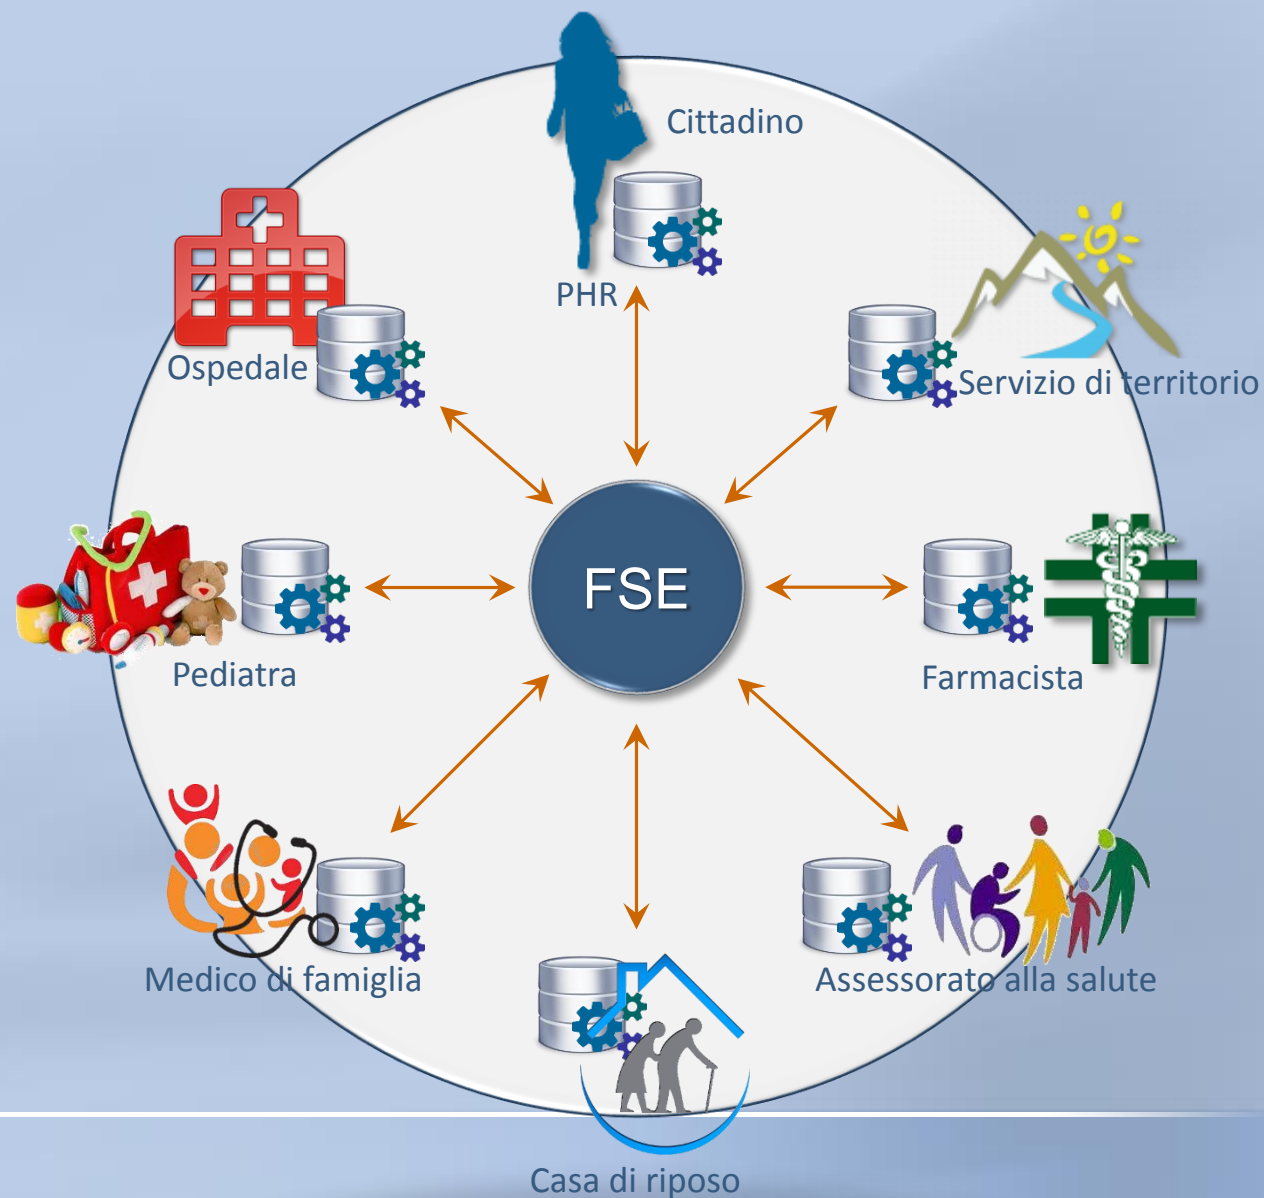 Cittadino
PHR
Ospedale
Servizio di territorio
FSE
Pediatra
Farmacista
Medico di famiglia
Assessorato alla salute
Casa di riposo